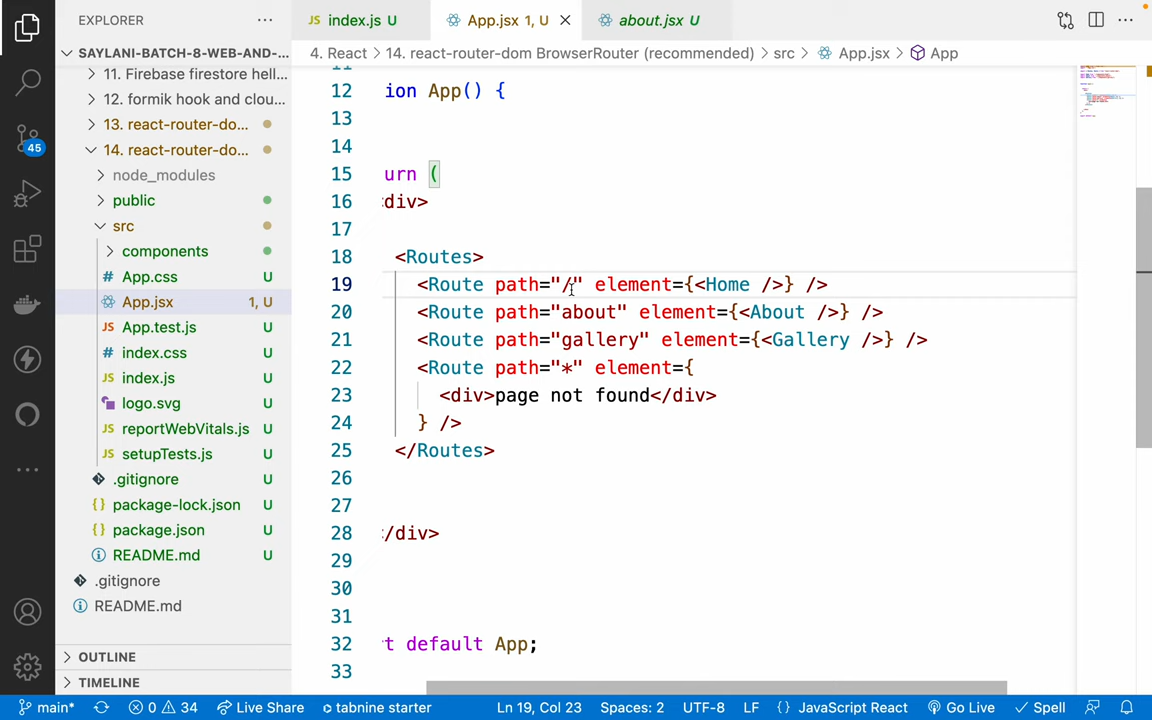 EXPLORER
index.js U
App.jsx 1, U
about.jsx U
SAYLANI-BATCH-8-WEB-AND-...
4. React > 14. react-router-dom BrowserRouter (recommended) > src > App.jsx > App
11. Firebase firestore hell...
12. formik hook and clou...
13. react-router-do...
14. react-router-do...
node_modules
public
src
components
App.css U
App.jsx 1, U
App.test.js U
index.css U
index.js U
logo.svg U
reportWebVitals.js U
setupTests.js U
.gitignore U
package-lock.json U
package.json U
README.md U
.gitignore
README.md
OUTLINE
TIMELINE
45
11
12 ion App() {
13
14
15 urn (
16 <div>
17
18 <Routes>
19 <Route path="/" element={<Home />} />
20 <Route path="about" element={<About />} />
21 <Route path="gallery" element={<Gallery />} />
22 <Route path="*" element={
23 <div>page not found</div>
24 } />
25 </Routes>
26
27
28 </div>
29
30
31
32 t default App;
33
main* 0 34 Live Share tabnine starter Ln 19, Col 23 Spaces: 2 UTF-8 LF {} JavaScript React Go Live Spell